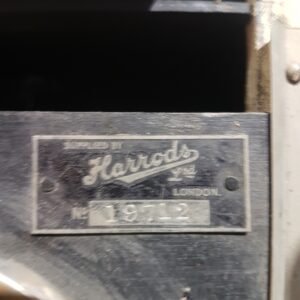 SUPPLIED BY
Harrods Ltd
LONDON.
No 19712